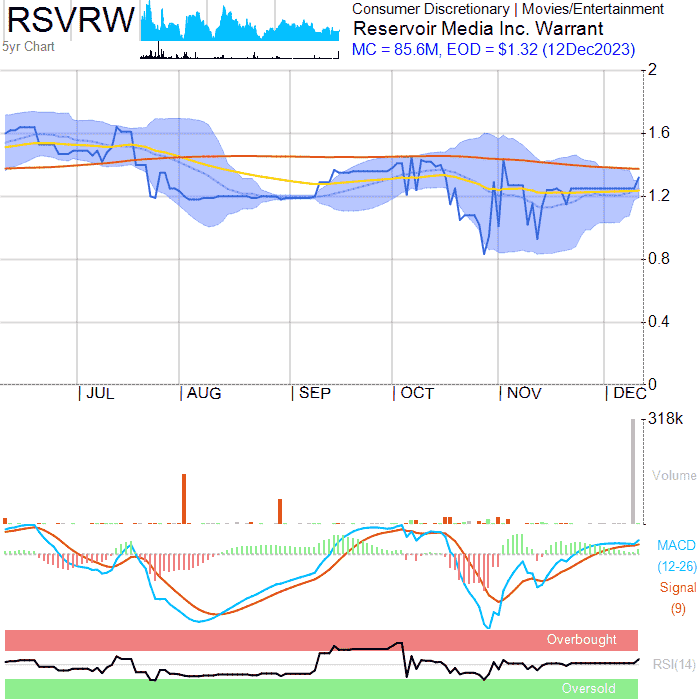 RSVRW
5yr Chart
Consumer Discretionary | Movies/Entertainment
Reservoir Media Inc. Warrant
MC = 85.6M, EOD = $1.32 (12Dec2023)
2
1.6
1.2
0.8
0.4
0
| JUL | AUG | SEP | OCT | NOV | DEC
318k
Volume
MACD
(12-26)
Signal
(9)
Overbought
RSI(14)
Oversold